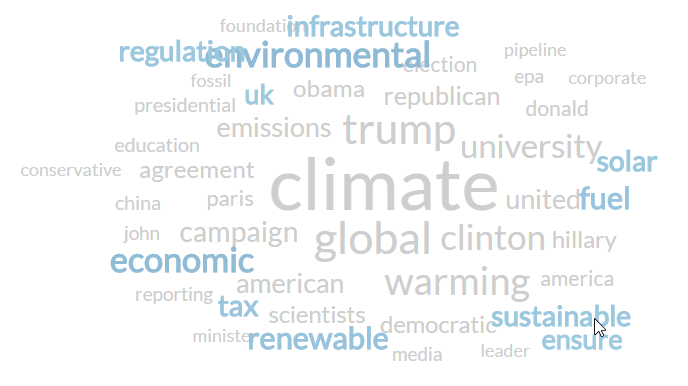 foundation infrastructure
regulation environmental pipeline
election
fossil epa corporate
uk obama republican
presidential donald
emissions trump university
education solar
conservative agreement climate
china paris united fuel
john campaign global clinton hillary
economic
american warming america
reporting
tax scientists democratic sustainable
minister renewable ensure
media leader